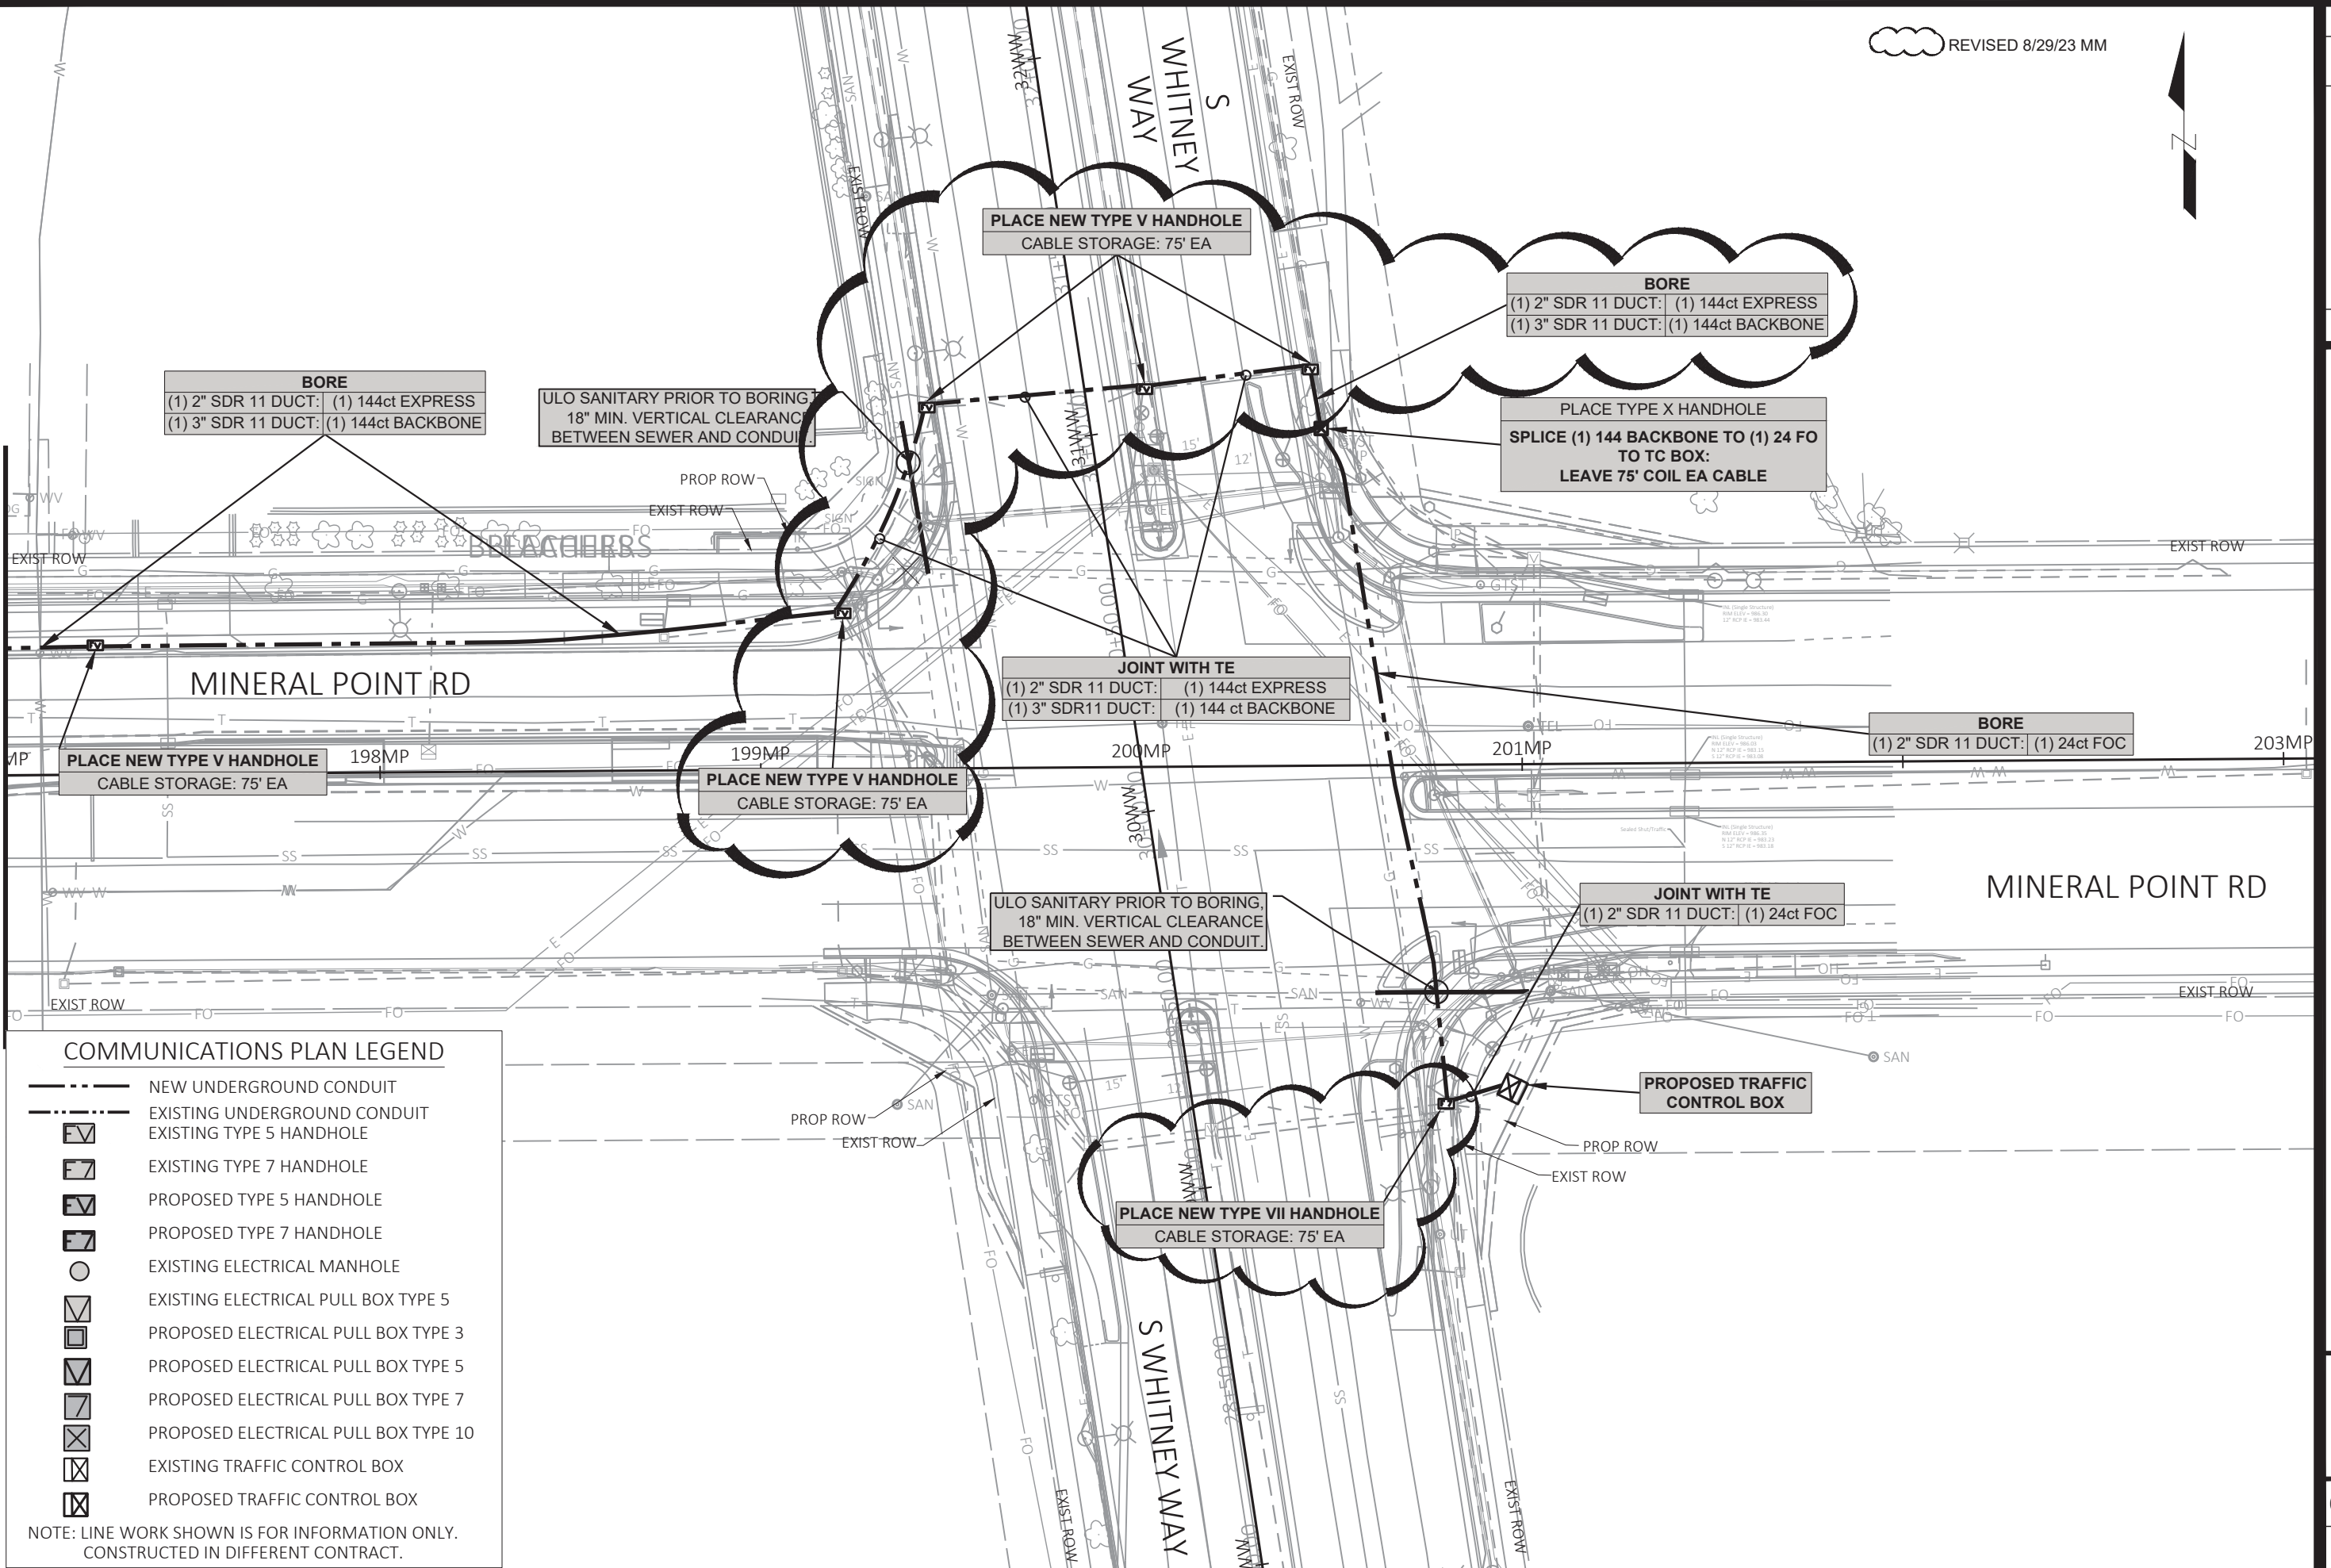 REVISED 8/29/23 MM
S
WHITNEY
WAY
EXIST ROW
EXIST ROW
PLACE NEW TYPE V HANDHOLE
CABLE STORAGE: 75' EA
BORE
(1) 2" SDR 11 DUCT: (1) 144ct EXPRESS
(1) 3" SDR 11 DUCT: (1) 144ct BACKBONE
BORE
(1) 2" SDR 11 DUCT: (1) 144ct EXPRESS
(1) 3" SDR 11 DUCT: (1) 144ct BACKBONE
ULO SANITARY PRIOR TO BORING,
18" MIN. VERTICAL CLEARANCE
BETWEEN SEWER AND CONDUIT.
PLACE TYPE X HANDHOLE
SPLICE (1) 144 BACKBONE TO (1) 24 FO
TO TC BOX:
LEAVE 75' COIL EA CABLE
PROP ROW
EXIST ROW
EXIST ROW
EXIST ROW
MINERAL POINT RD
JOINT WITH TE
(1) 2" SDR 11 DUCT: (1) 144ct EXPRESS
(1) 3" SDR11 DUCT: (1) 144 ct BACKBONE
BORE
(1) 2" SDR 11 DUCT: (1) 24ct FOC
198MP
199MP
200MP
201MP
203MP
PLACE NEW TYPE V HANDHOLE
CABLE STORAGE: 75' EA
PLACE NEW TYPE V HANDHOLE
CABLE STORAGE: 75' EA
32WW
31WW
30WW
MINERAL POINT RD
ULO SANITARY PRIOR TO BORING,
18" MIN. VERTICAL CLEARANCE
BETWEEN SEWER AND CONDUIT.
JOINT WITH TE
(1) 2" SDR 11 DUCT: (1) 24ct FOC
EXIST ROW
EXIST ROW
PROPOSED TRAFFIC
CONTROL BOX
PROP ROW
EXIST ROW
PROP ROW
EXIST ROW
PLACE NEW TYPE VII HANDHOLE
CABLE STORAGE: 75' EA
S WHITNEY WAY
EXIST ROW
EXIST ROW
COMMUNICATIONS PLAN LEGEND
NEW UNDERGROUND CONDUIT
EXISTING UNDERGROUND CONDUIT
EXISTING TYPE 5 HANDHOLE
EXISTING TYPE 7 HANDHOLE
PROPOSED TYPE 5 HANDHOLE
PROPOSED TYPE 7 HANDHOLE
EXISTING ELECTRICAL MANHOLE
EXISTING ELECTRICAL PULL BOX TYPE 5
PROPOSED ELECTRICAL PULL BOX TYPE 3
PROPOSED ELECTRICAL PULL BOX TYPE 5
PROPOSED ELECTRICAL PULL BOX TYPE 7
PROPOSED ELECTRICAL PULL BOX TYPE 10
EXISTING TRAFFIC CONTROL BOX
PROPOSED TRAFFIC CONTROL BOX
NOTE: LINE WORK SHOWN IS FOR INFORMATION ONLY.
CONSTRUCTED IN DIFFERENT CONTRACT.